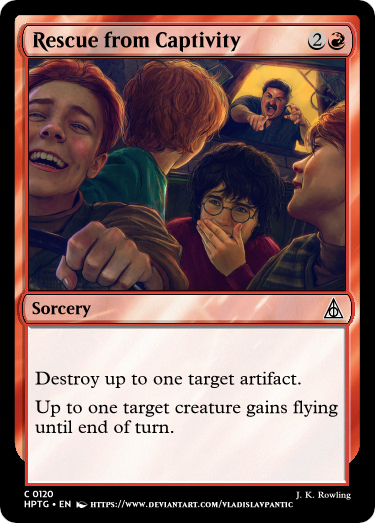 Rescue from Captivity 2
Sorcery
Destroy up to one target artifact.
Up to one target creature gains flying
until end of turn.
C 0120
J. K. Rowling
HPTG • EN HTTPS://WWW.DEVIANTART.COM/VLADISLAVPANTIC